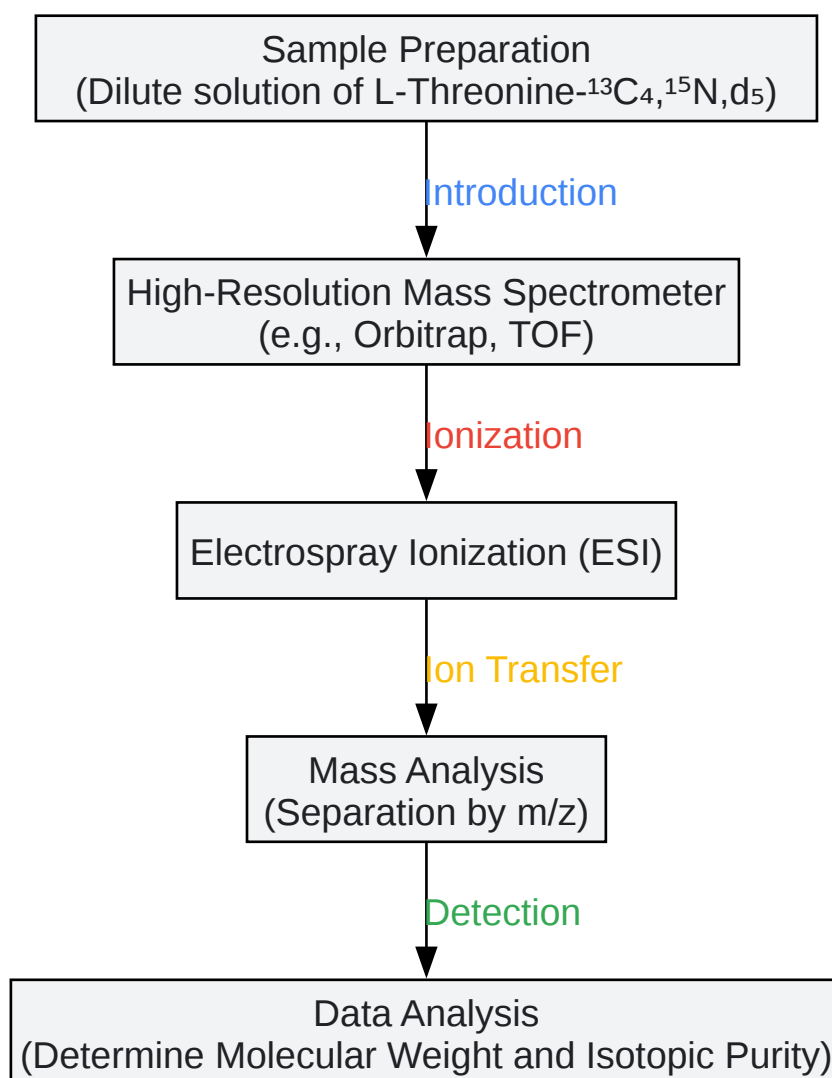 Sample Preparation
(Dilute solution of L-Threonine-¹³C₄,¹⁵N,d₅)
Introduction
High-Resolution Mass Spectrometer
(e.g., Orbitrap, TOF)
Ionization
Electrospray Ionization (ESI)
Ion Transfer
Mass Analysis
(Separation by m/z)
Detection
Data Analysis
(Determine Molecular Weight and Isotopic Purity)